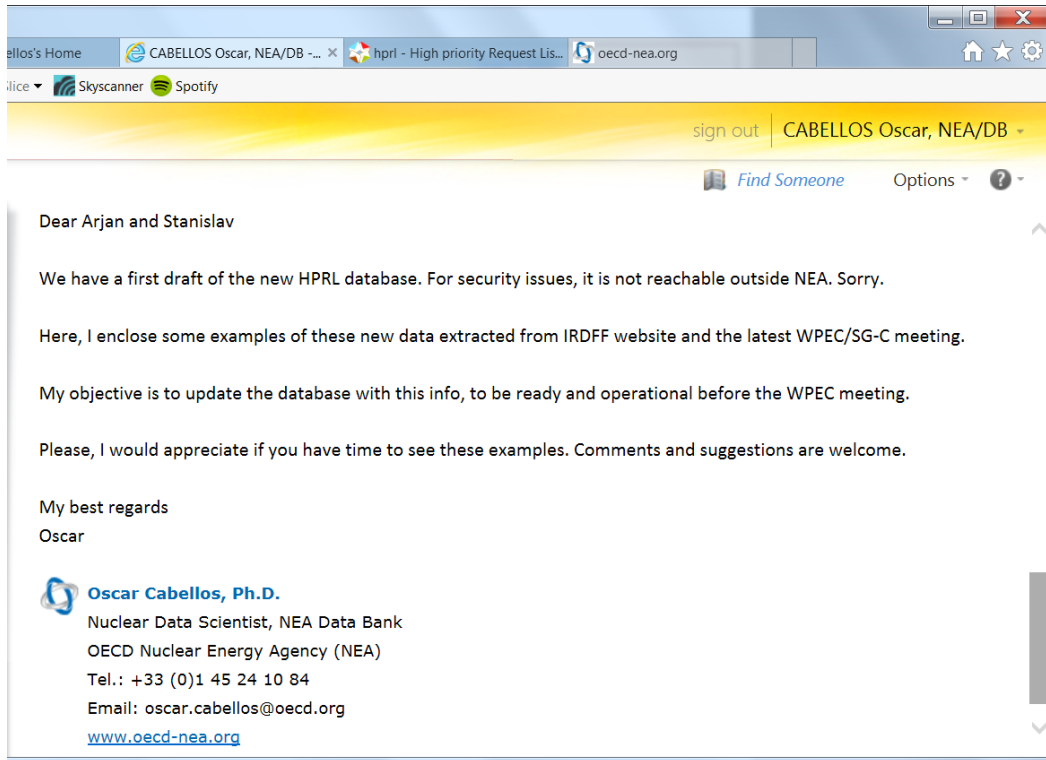 ellos's Home CABELLOS Oscar, NEA/DB -... × hprl - High priority Request Lis... oecd-nea.org
Slice Skyscanner Spotify
sign out CABELLOS Oscar, NEA/DB
Find Someone Options ?
Dear Arjan and Stanislav
We have a first draft of the new HPRL database. For security issues, it is not reachable outside NEA. Sorry.
Here, I enclose some examples of these new data extracted from IRDFF website and the latest WPEC/SG-C meeting.
My objective is to update the database with this info, to be ready and operational before the WPEC meeting.
Please, I would appreciate if you have time to see these examples. Comments and suggestions are welcome.
My best regards
Oscar
Oscar Cabellos, Ph.D.
Nuclear Data Scientist, NEA Data Bank
OECD Nuclear Energy Agency (NEA)
Tel.: +33 (0)1 45 24 10 84
Email: oscar.cabellos@oecd.org
www.oecd-nea.org